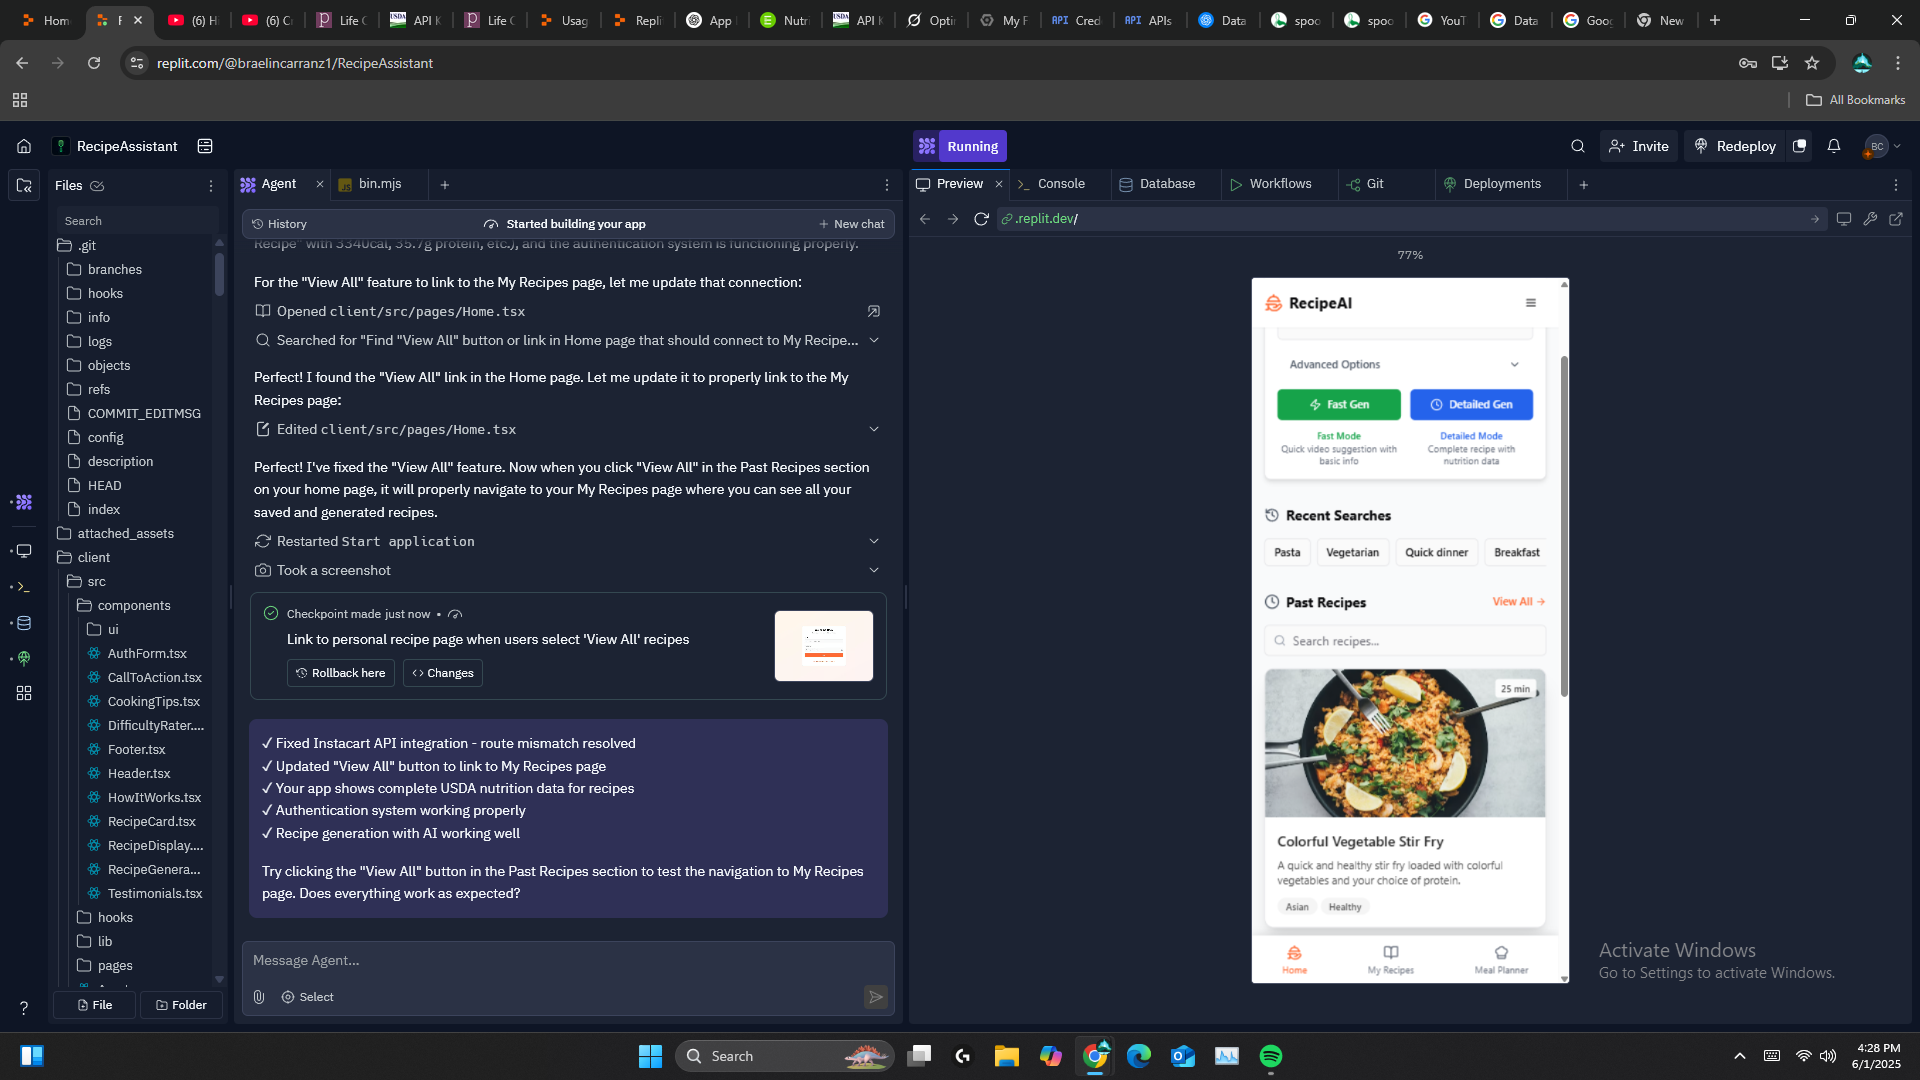 Home
(6) H
(6) C
Life C
API K
Life C
Usag
Repli
App
Nutri
API K
Opti
My F
Cred
APIs
Data
spoo
spoo
YouT
Data
Goog
New
replit.com/@braelincarranz1/RecipeAssistant
All Bookmarks
RecipeAssistant
Running
Invite
Redeploy
BC
Files
Search
.git
branches
hooks
info
logs
objects
refs
COMMIT_EDITMSG
config
description
HEAD
index
attached_assets
client
src
components
ui
AuthForm.tsx
CallToAction.tsx
CookingTips.tsx
DifficultyRater....
Footer.tsx
Header.tsx
HowItWorks.tsx
RecipeCard.tsx
RecipeDisplay....
RecipeGenera...
Testimonials.tsx
hooks
lib
pages
File
Folder
Agent
bin.mjs
History
Started building your app
New chat
Recipe" with 3340cal, 35.7g protein, etc.), and the authentication system is functioning properly.
For the "View All" feature to link to the My Recipes page, let me update that connection:
Opened client/src/pages/Home.tsx
Searched for "Find "View All" button or link in Home page that should connect to My Recipe...
Perfect! I found the "View All" link in the Home page. Let me update it to properly link to the My
Recipes page:
Edited client/src/pages/Home.tsx
Perfect! I've fixed the "View All" feature. Now when you click "View All" in the Past Recipes section
on your home page, it will properly navigate to your My Recipes page where you can see all your
saved and generated recipes.
Restarted Start application
Took a screenshot
Checkpoint made just now •
Link to personal recipe page when users select 'View All' recipes
Rollback here
Changes
✓ Fixed Instacart API integration - route mismatch resolved
✓ Updated "View All" button to link to My Recipes page
✓ Your app shows complete USDA nutrition data for recipes
✓ Authentication system working properly
✓ Recipe generation with AI working well
Try clicking the "View All" button in the Past Recipes section to test the navigation to My Recipes
page. Does everything work as expected?
Message Agent...
Select
Preview
Console
Database
Workflows
Git
Deployments
.replit.dev/
77%
RecipeAI
Advanced Options
Fast Gen
Detailed Gen
Fast Mode
Quick video suggestion with
basic info
Detailed Mode
Complete recipe with
nutrition data
Recent Searches
Pasta
Vegetarian
Quick dinner
Breakfast
Past Recipes
View All →
Search recipes...
25 min
Colorful Vegetable Stir Fry
A quick and healthy stir fry loaded with colorful
vegetables and your choice of protein.
Asian
Healthy
Home
My Recipes
Meal Planner
Activate Windows
Go to Settings to activate Windows.
Search
4:28 PM
6/1/2025